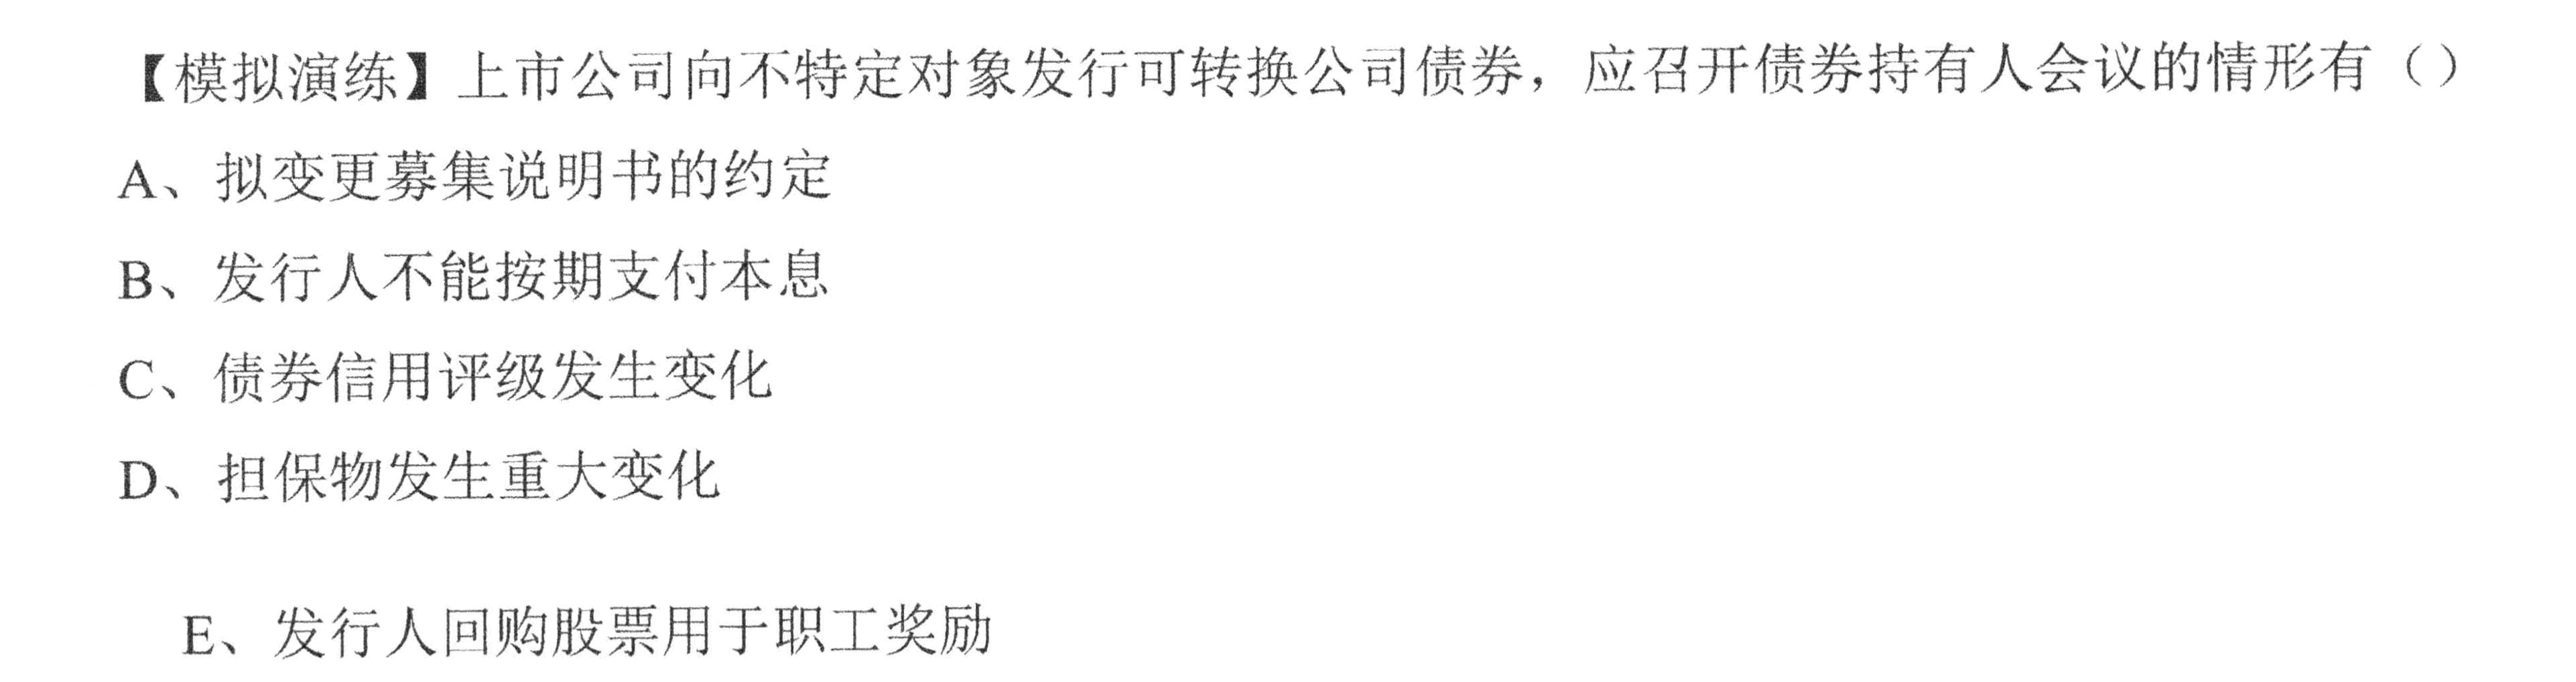 【模拟演练】上市公司向不特定对象发行可转换公司债券，应召开债券持有人会议的情形有（）
A、拟变更募集说明书的约定
B、发行人不能按期支付本息
C、债券信用评级发生变化
D、担保物发生重大变化
E、发行人回购股票用于职工奖励